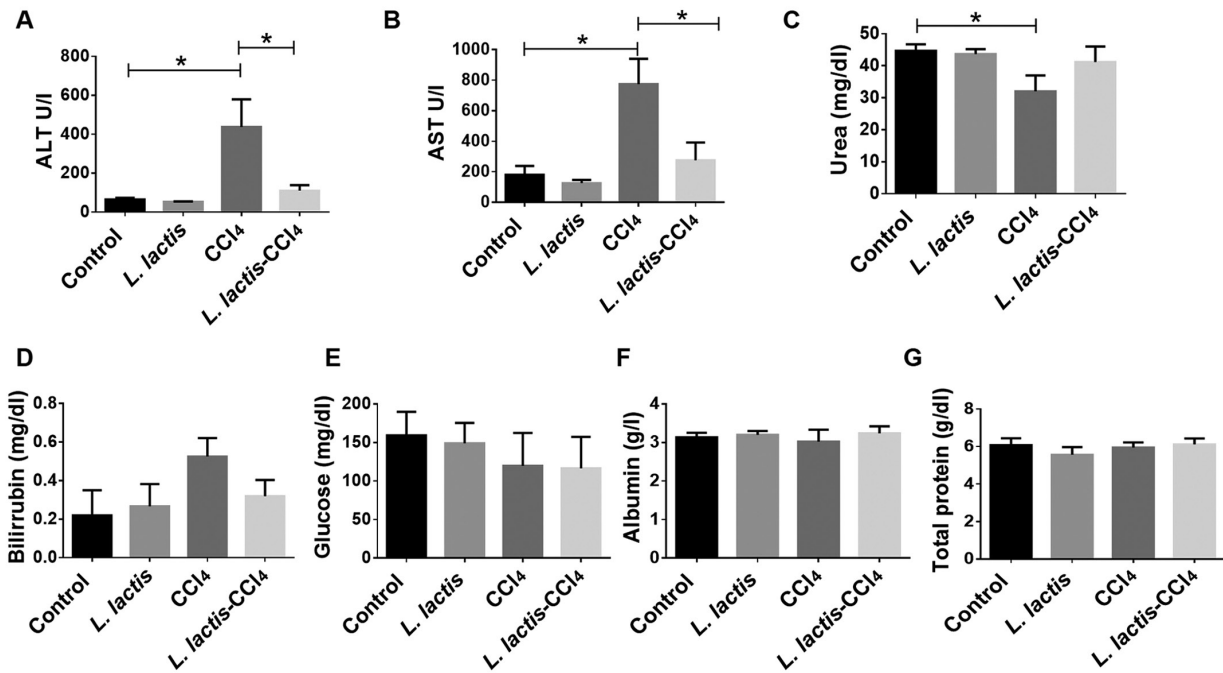 A
*
*
ALT U/l
800
600
400
200
0
Control
L. lactis
CCl₄
L. lactis-CCl₄
B
*
*
AST U/l
1000
800
600
400
200
0
Control
L. lactis
CCl₄
L. lactis-CCl₄
C
*
Urea (mg/dl)
50
40
30
20
10
0
Control
L. lactis
CCl₄
L. lactis-CCl₄
D
Bilirrubin (mg/dl)
0.8
0.6
0.4
0.2
0.0
Control
L. lactis
CCl₄
L. lactis-CCl₄
E
Glucose (mg/dl)
200
150
100
50
0
Control
L. lactis
CCl₄
L. lactis-CCl₄
F
Albumin (g/l)
4
3
2
1
0
Control
L. lactis
CCl₄
L. lactis-CCl₄
G
Total protein (g/dl)
8
6
4
2
0
Control
L. lactis
CCl₄
L. lactis-CCl₄